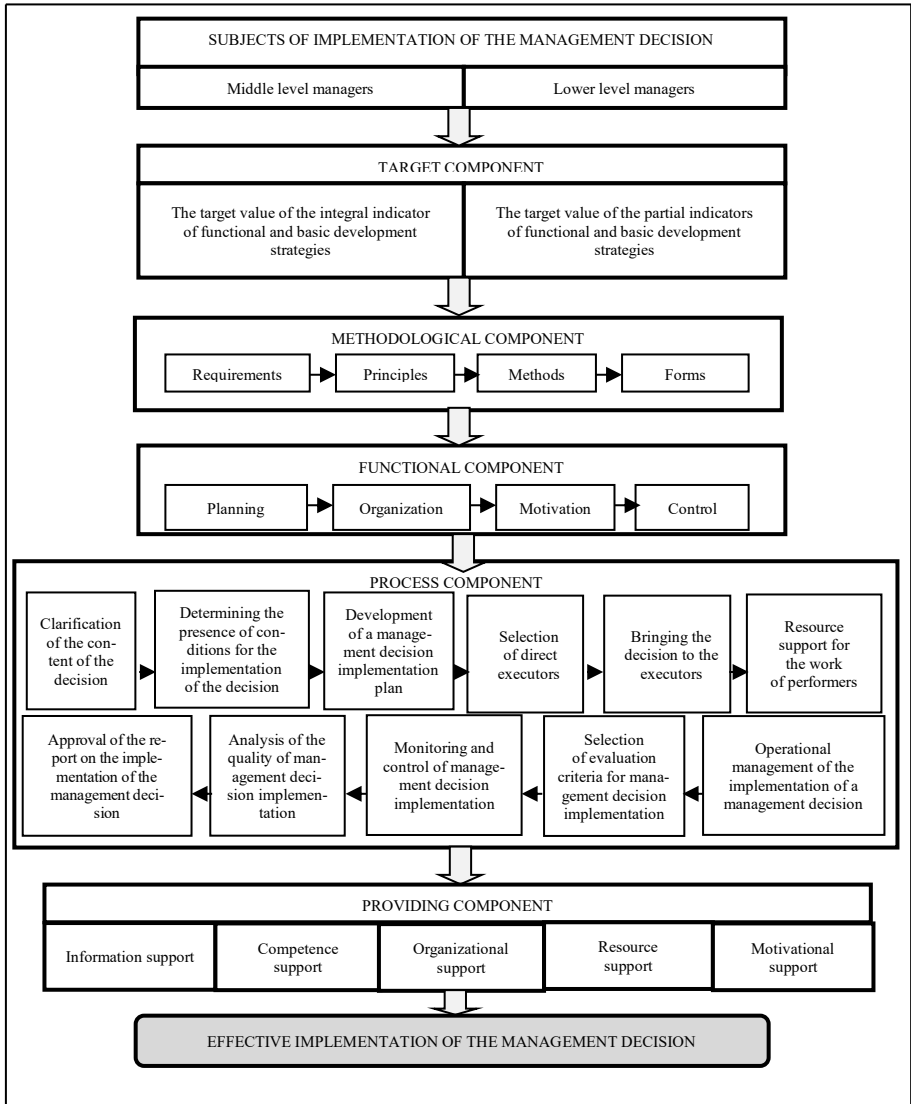 SUBJECTS OF IMPLEMENTATION OF THE MANAGEMENT DECISION
Middle level managers
Lower level managers
TARGET COMPONENT
The target value of the integral indicator
of functional and basic development
strategies
The target value of the partial indicators
of functional and basic development
strategies
METHODOLOGICAL COMPONENT
Requirements
Principles
Methods
Forms
FUNCTIONAL COMPONENT
Planning
Organization
Motivation
Control
PROCESS COMPONENT
Clarification
of the con-
tent of the
decision
Determining the
presence of con-
ditions for the
implementation
of the decision
Development
of a manage-
ment decision
implementation
plan
Selection
of direct
executors
Bringing the
decision to the
executors
Resource
support for
the work
of performers
Approval of the re-
port on the imple-
mentation of the
management deci-
sion
Analysis of the
quality of man-
agement deci-
sion implemen-
tation
Monitoring and
control of manage-
ment decision
implementation
Selection
of evaluation
criteria for man-
agement decision
implementation
Operational
management of the
implementation of a
management decision
PROVIDING COMPONENT
Information support
Competence
support
Organizational
support
Resource
support
Motivational
support
EFFECTIVE IMPLEMENTATION OF THE MANAGEMENT DECISION